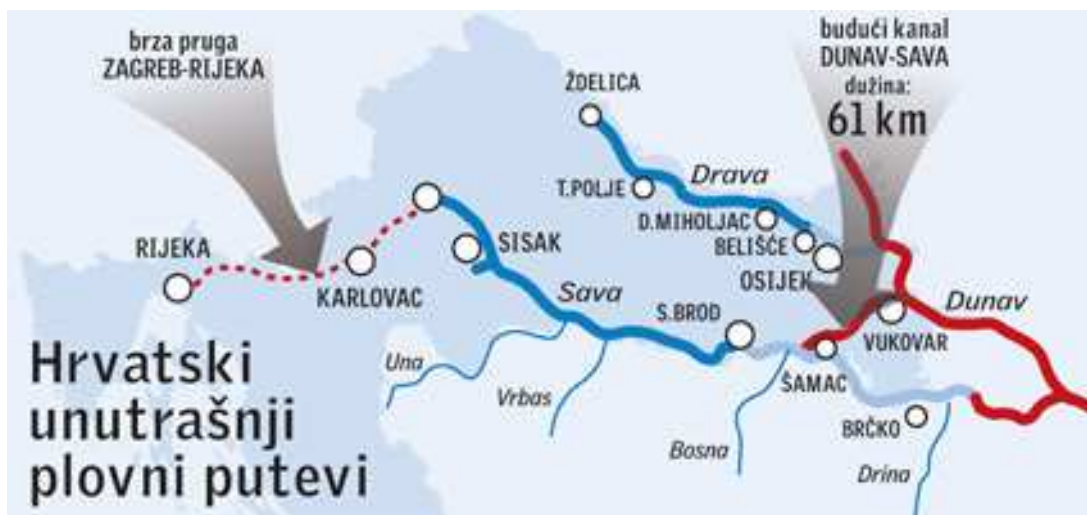 brza pruga
ZAGREB-RIJEKA
budući kanal
DUNAV-SAVA
dužina:
61 km
ŽDELICA
T.POLJE
Drava
D.MIHOLJAC
BELIŠĆE
OSIJEK
RIJEKA
KARLOVAC
SISAK
Sava
S.BROD
Dunav
VUKOVAR
ŠAMAC
BRČKO
Una
Vrbas
Bosna
Drina
Hrvatski
unutrašnji
plovni putevi